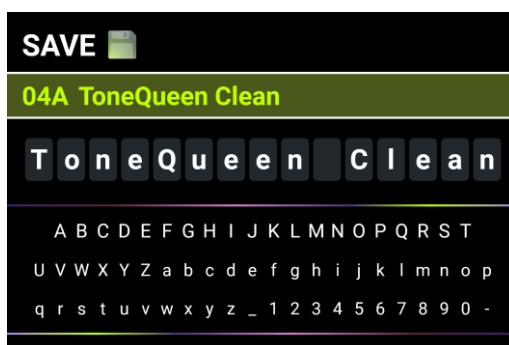 SAVE
04A ToneQueen Clean
ToneQueen Clean
A B C D E F G H I J K L M N O P Q R S T
U V W X Y Z a b c d e f g h i j k l m n o p
q r s t u v w x y z _ 1 2 3 4 5 6 7 8 9 0 -